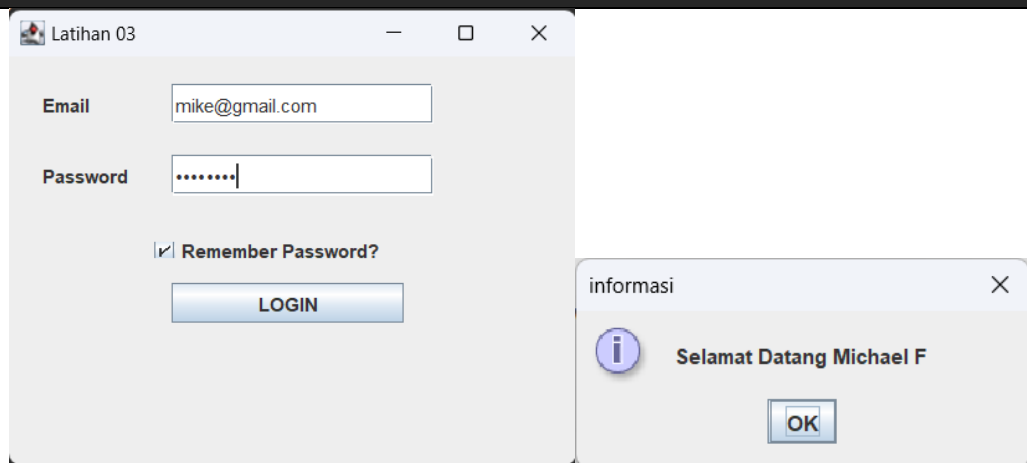 Latihan 03
Email
mike@gmail.com
Password
••••••••
Remember Password?
LOGIN
informasi
Selamat Datang Michael F
OK